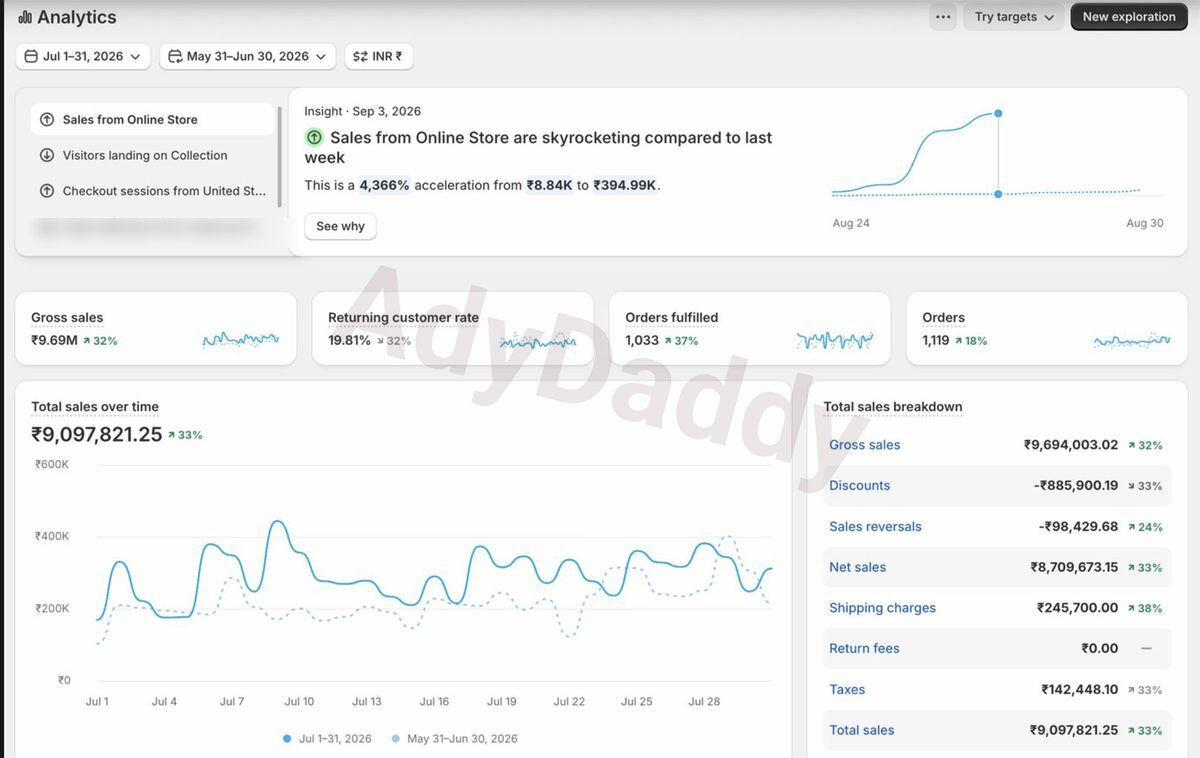 Analytics
Try targets
New exploration
Jul 1–31, 2026
May 31–Jun 30, 2026
INR ₹
Sales from Online Store
Visitors landing on Collection
Checkout sessions from United St...
Insight · Sep 3, 2026
Sales from Online Store are skyrocketing compared to last
week
This is a 4,366% acceleration from ₹8.84K to ₹394.99K.
See why
Aug 24
Aug 30
Gross sales
₹9.69M ↗ 32%
Returning customer rate
19.81% ↘ 32%
Orders fulfilled
1,033 ↗ 37%
Orders
1,119 ↗ 18%
AdyDaddy
Total sales over time
₹9,097,821.25 ↗ 33%
₹600K
₹400K
₹200K
₹0
Jul 1
Jul 4
Jul 7
Jul 10
Jul 13
Jul 16
Jul 19
Jul 22
Jul 25
Jul 28
Jul 1–31, 2026
May 31–Jun 30, 2026
Total sales breakdown
Gross sales ₹9,694,003.02 ↗ 32%
Discounts -₹885,900.19 ↘ 33%
Sales reversals -₹98,429.68 ↗ 24%
Net sales ₹8,709,673.15 ↗ 33%
Shipping charges ₹245,700.00 ↗ 38%
Return fees ₹0.00 —
Taxes ₹142,448.10 ↗ 33%
Total sales ₹9,097,821.25 ↗ 33%